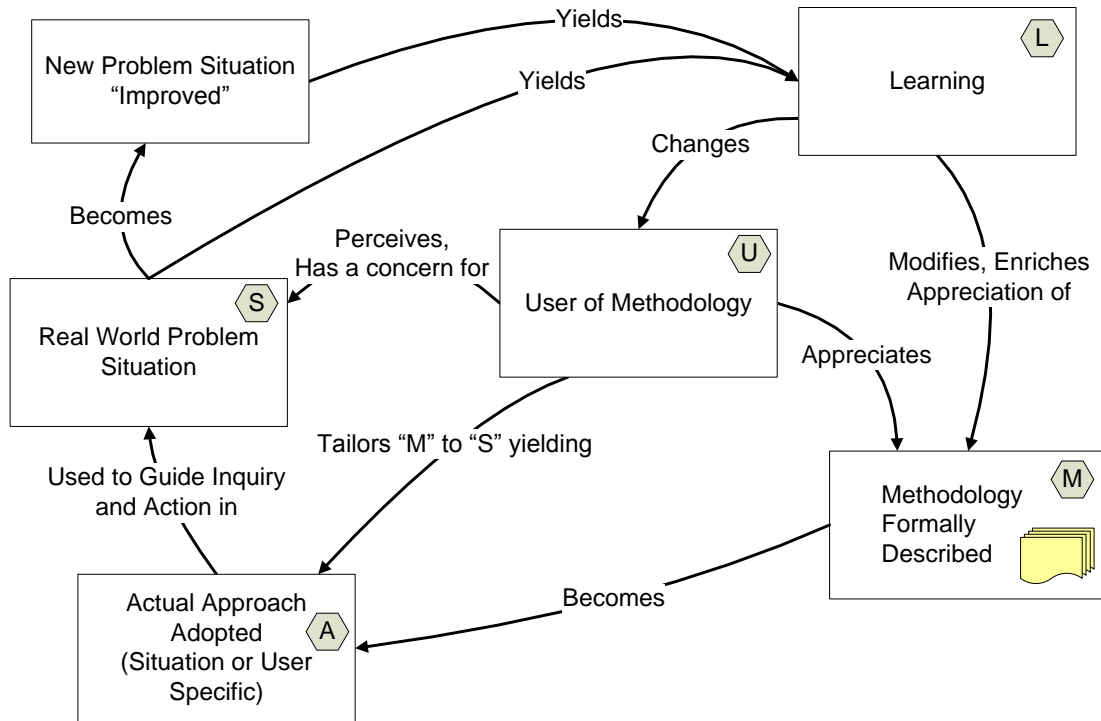 Yields
L
New Problem Situation
“Improved”
Learning
Yields
Changes
Becomes
Perceives,
Has a concern for
U
User of Methodology
Modifies, Enriches
Appreciation of
S
Real World Problem
Situation
Appreciates
Tailors “M” to “S” yielding
Used to Guide Inquiry
and Action in
M
Methodology
Formally
Described
Becomes
Actual Approach
Adopted
(Situation or User
Specific)
A